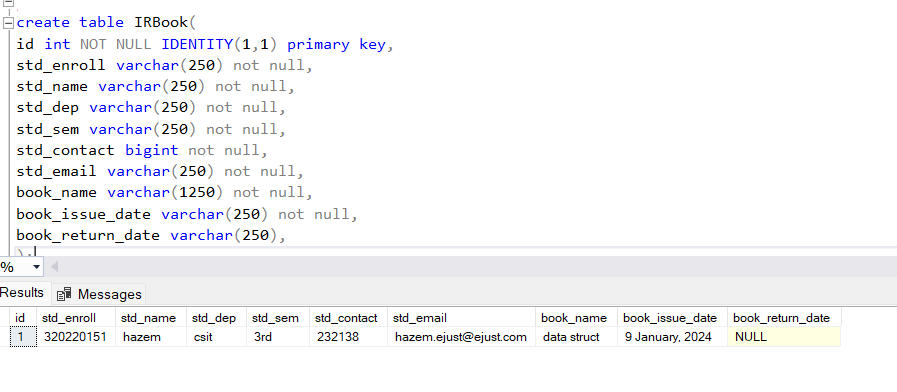 create table IRBook(
id int NOT NULL IDENTITY(1,1) primary key,
std_enroll varchar(250) not null,
std_name varchar(250) not null,
std_dep varchar(250) not null,
std_sem varchar(250) not null,
std_contact bigint not null,
std_email varchar(250) not null,
book_name varchar(1250) not null,
book_issue_date varchar(250) not null,
book_return_date varchar(250),
);
%
Results Messages
id std_enroll std_name std_dep std_sem std_contact std_email book_name book_issue_date book_return_date
1 320220151 hazem csit 3rd 232138 hazem.ejust@ejust.com data struct 9 January, 2024 NULL